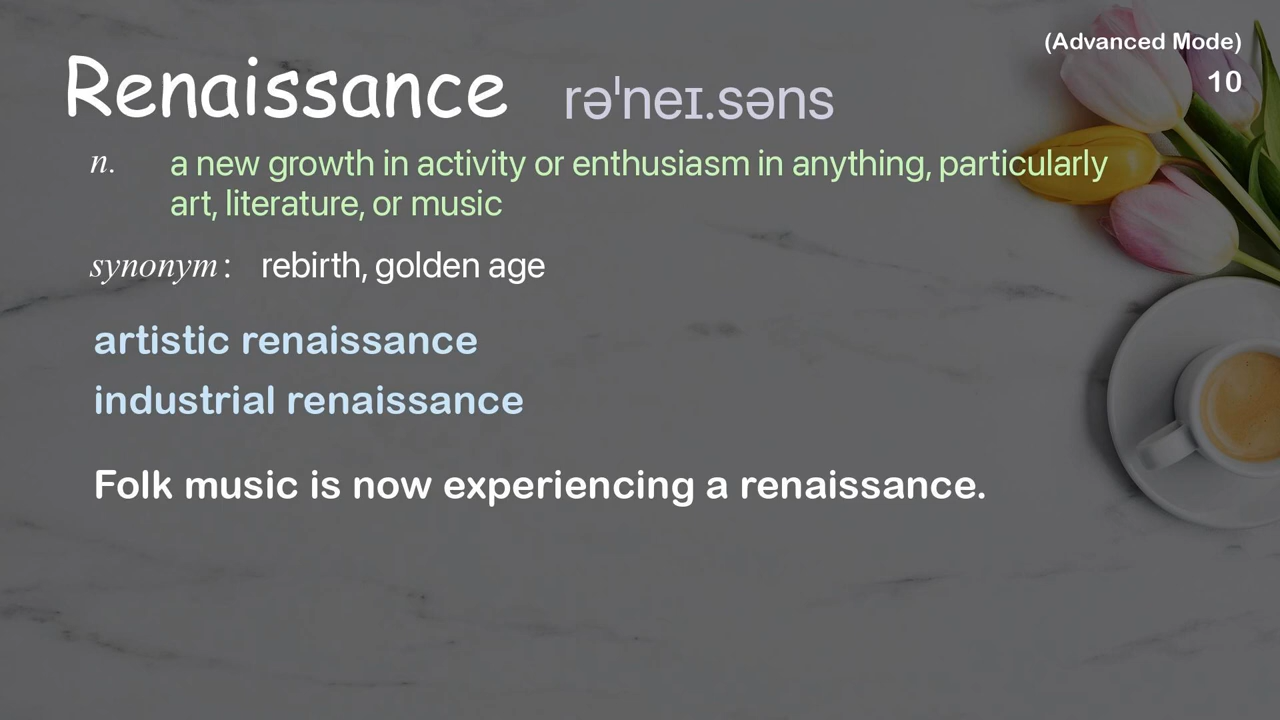 (Advanced Mode)
10
Renaissance rəˈneɪ.səns
n. a new growth in activity or enthusiasm in anything, particularly
art, literature, or music
synonym: rebirth, golden age
artistic renaissance
industrial renaissance
Folk music is now experiencing a renaissance.